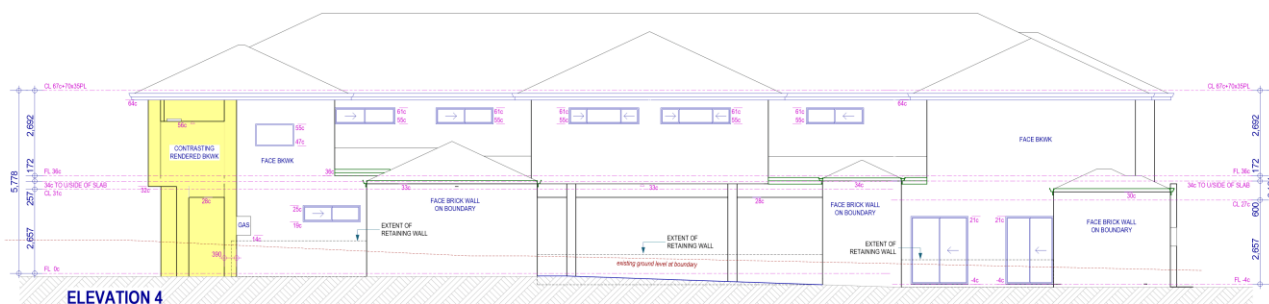 CL 67c+70x35PL
CL 67c+70x35PL
64c
64c
56c
61c
55c
61c
55c
61c
55c
61c
55c
61c
55c
55c
47c
CONTRASTING
RENDERED BKWK
FACE BKWK
FACE BKWK
2,692
2,692
5,778
172
172
257
600
2,657
2,657
FL 36c
FL 36c
36c
34c TO U/SIDE OF SLAB
34c TO U/SIDE OF SLAB
CL 31c
CL 27c
32c
33c
33c
34c
30c
28c
28c
FACE BRICK WALL
ON BOUNDARY
FACE BRICK WALL
ON BOUNDARY
FACE BRICK WALL
ON BOUNDARY
25c
19c
21c
21c
GAS
14c
390
EXTENT OF
RETAINING WALL
EXTENT OF
RETAINING WALL
EXTENT OF
RETAINING WALL
existing ground level at boundary
FL 0c
-4c
-4c
FL -4c
ELEVATION 4